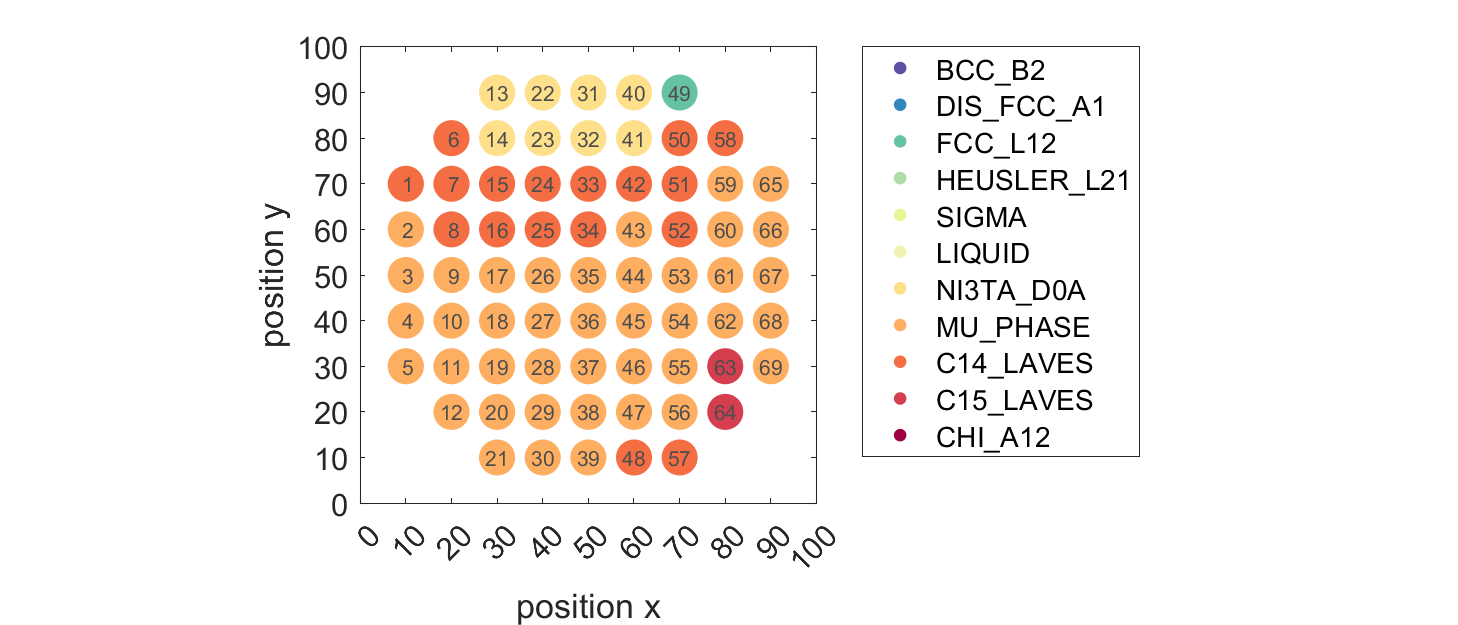 100
90 13 22 31 40 49
80 6 14 23 32 41 50 58
70 1 7 15 24 33 42 51 59 65
60 2 8 16 25 34 43 52 60 66
50 3 9 17 26 35 44 53 61 67
40 4 10 18 27 36 45 54 62 68
30 5 11 19 28 37 46 55 63 69
20 12 20 29 38 47 56 64
10 21 30 39 48 57
0
0 10 20 30 40 50 60 70 80 90 100
position x
position y
BCC_B2
DIS_FCC_A1
FCC_L12
HEUSLER_L21
SIGMA
LIQUID
NI3TA_D0A
MU_PHASE
C14_LAVES
C15_LAVES
CHI_A12